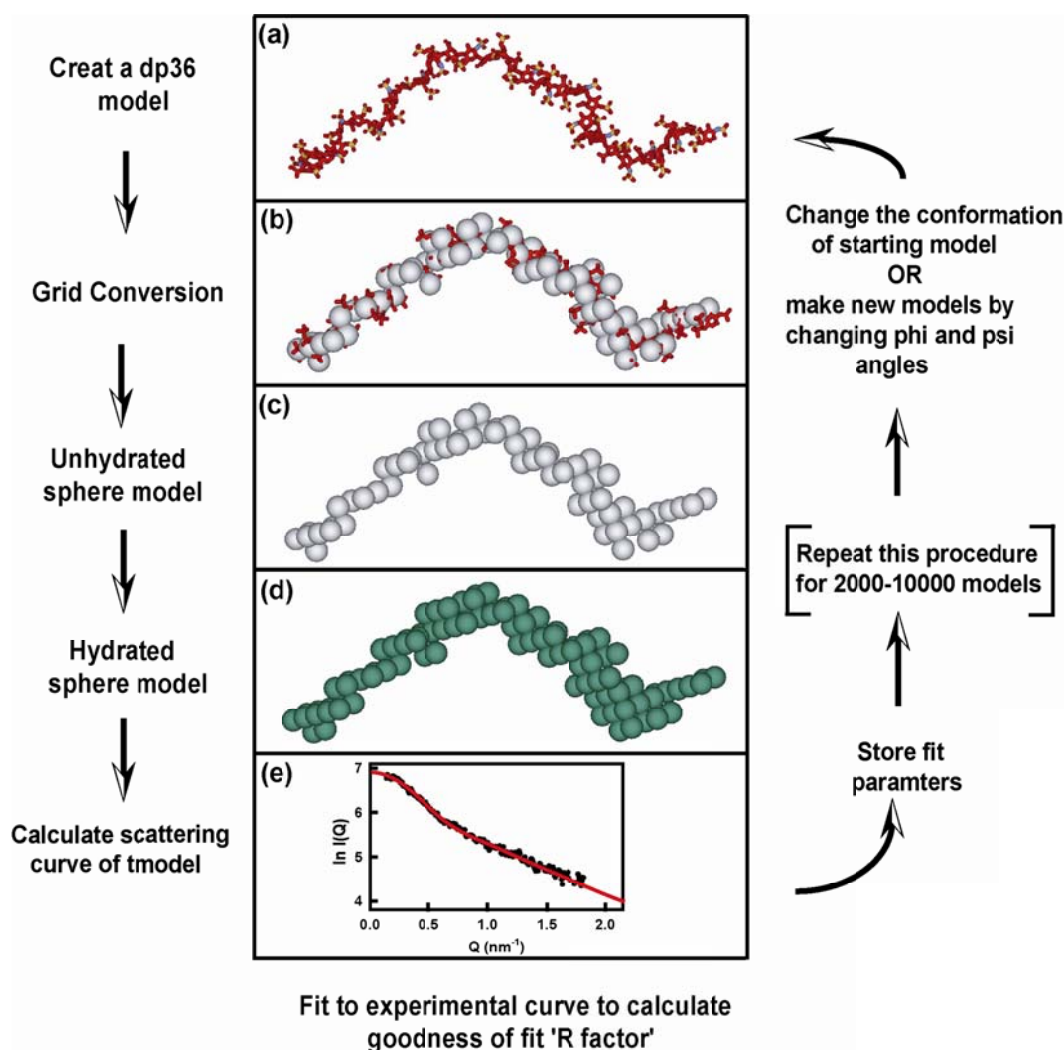 Creat a dp36
model
Grid Conversion
Unhydrated
sphere model
Hydrated
sphere model
Calculate scattering
curve of tmodel
(a)
(b)
(c)
(d)
(e)
7
6
5
4
ln I(Q)
0.0 0.5 1.0 1.5 2.0
Q (nm⁻¹)
Fit to experimental curve to calculate
goodness of fit 'R factor'
Change the conformation
of starting model
OR
make new models by
changing phi and psi
angles
Repeat this procedure
for 2000-10000 models
Store fit
paramters